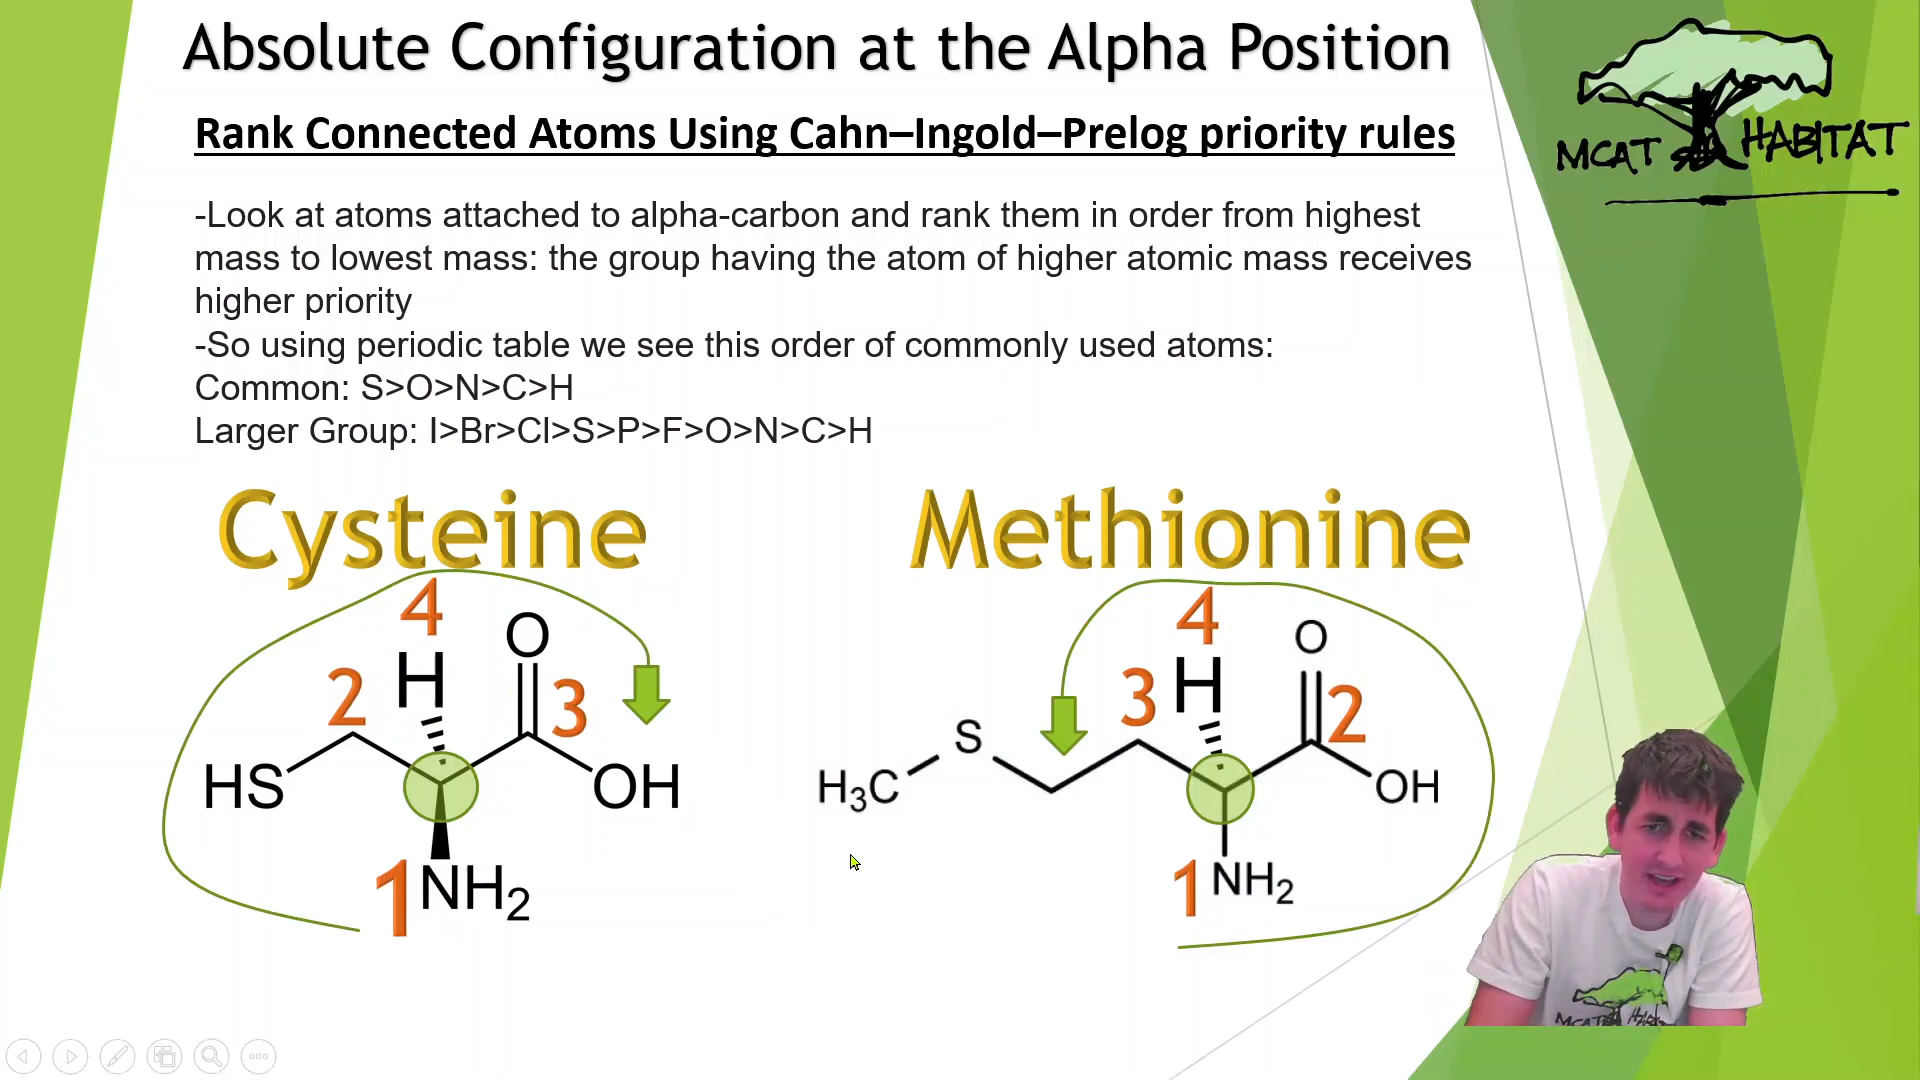 Absolute Configuration at the Alpha Position
MCAT HABITAT
Rank Connected Atoms Using Cahn–Ingold–Prelog priority rules
-Look at atoms attached to alpha-carbon and rank them in order from highest
mass to lowest mass: the group having the atom of higher atomic mass receives
higher priority
-So using periodic table we see this order of commonly used atoms:
Common: S>O>N>C>H
Larger Group: I>Br>Cl>S>P>F>O>N>C>H
Cysteine
4
O
2
H
3
HS
OH
1
NH₂
Methionine
4
O
3
H
2
S
H₃C
OH
1
NH₂